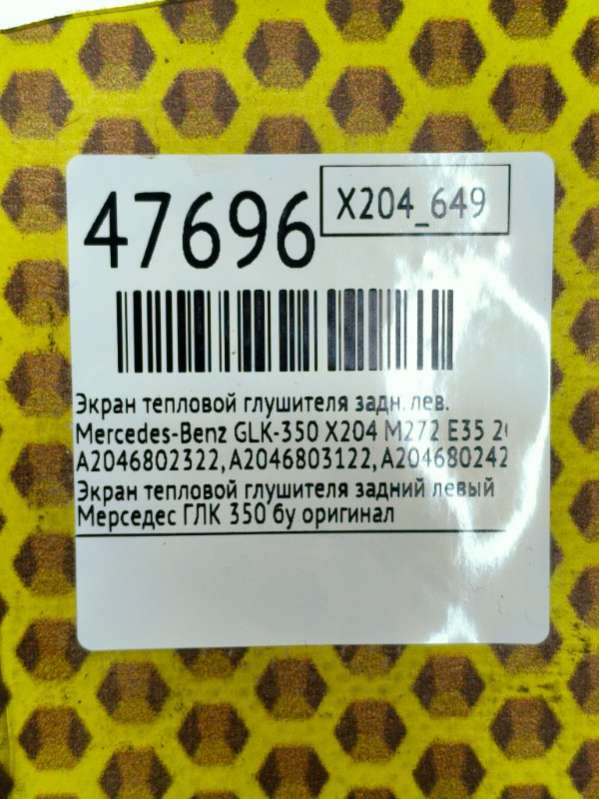 47696
X204_649
Экран тепловой глушителя задн. лев.
Mercedes-Benz GLK-350 X204 M272 E35
A2046802322, A2046803122, A204680242
Экран тепловой глушителя задний левый
Мерседес ГЛК 350 бу оригинал